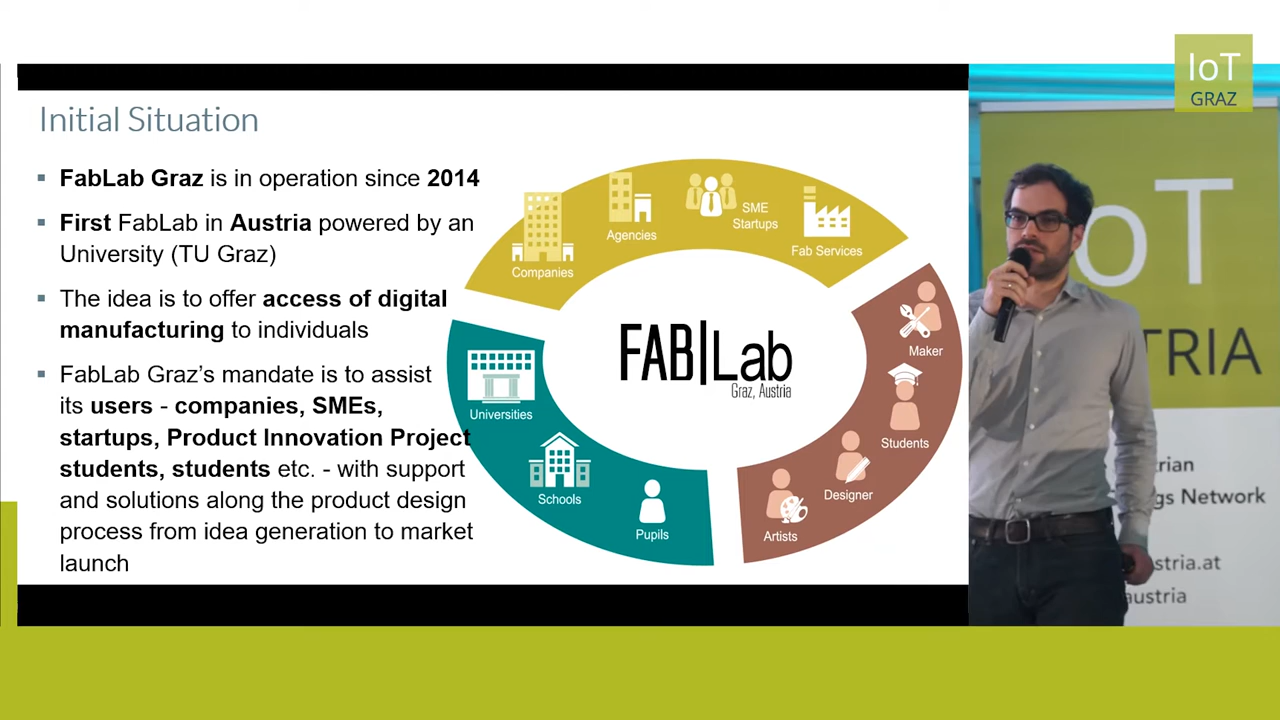 IoT
GRAZ
Initial Situation
FabLab Graz is in operation since 2014
First FabLab in Austria powered by an
University (TU Graz)
The idea is to offer access of digital
manufacturing to individuals
FabLab Graz’s mandate is to assist
its users - companies, SMEs,
startups, Product Innovation Project
students, students etc. - with support
and solutions along the product design
process from idea generation to market
launch
Companies
Agencies
SME
Startups
Fab Services
Maker
Students
Designer
Artists
Universities
Schools
Pupils
FAB|Lab
Graz, Austria
oT
TRIA
trian
gs Network
stria.at
austria